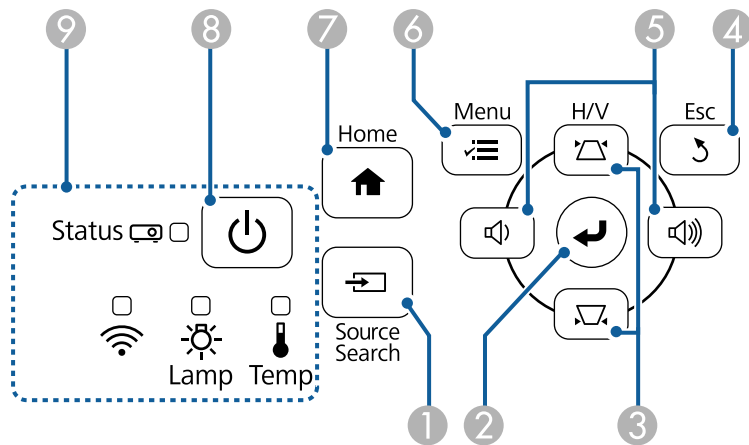 9 8 7 6 5 4
Menu H/V Esc
Home
Status
Source
Search
Lamp Temp
1 2 3